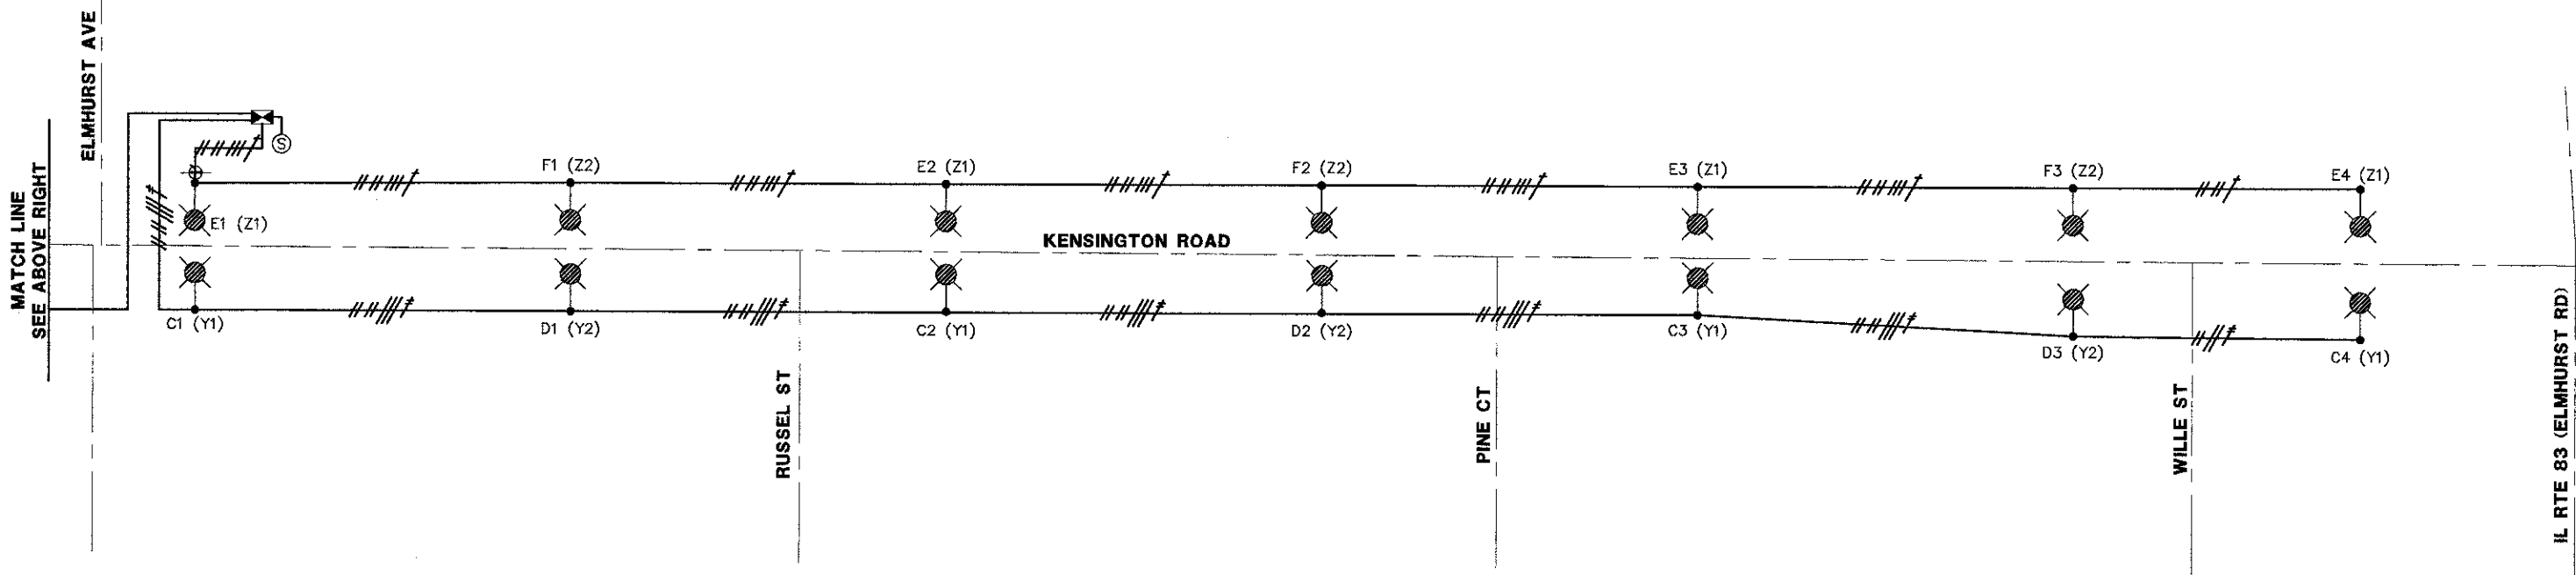 ELMHURST AVE
MATCH LINE
SEE ABOVE RIGHT
S
E1 (Z1)
F1 (Z2)
E2 (Z1)
F2 (Z2)
E3 (Z1)
F3 (Z2)
E4 (Z1)
KENSINGTON ROAD
C1 (Y1)
D1 (Y2)
C2 (Y1)
D2 (Y2)
C3 (Y1)
D3 (Y2)
C4 (Y1)
RUSSEL ST
PINE CT
WILLE ST
IL RTE 83 (ELMHURST RD)